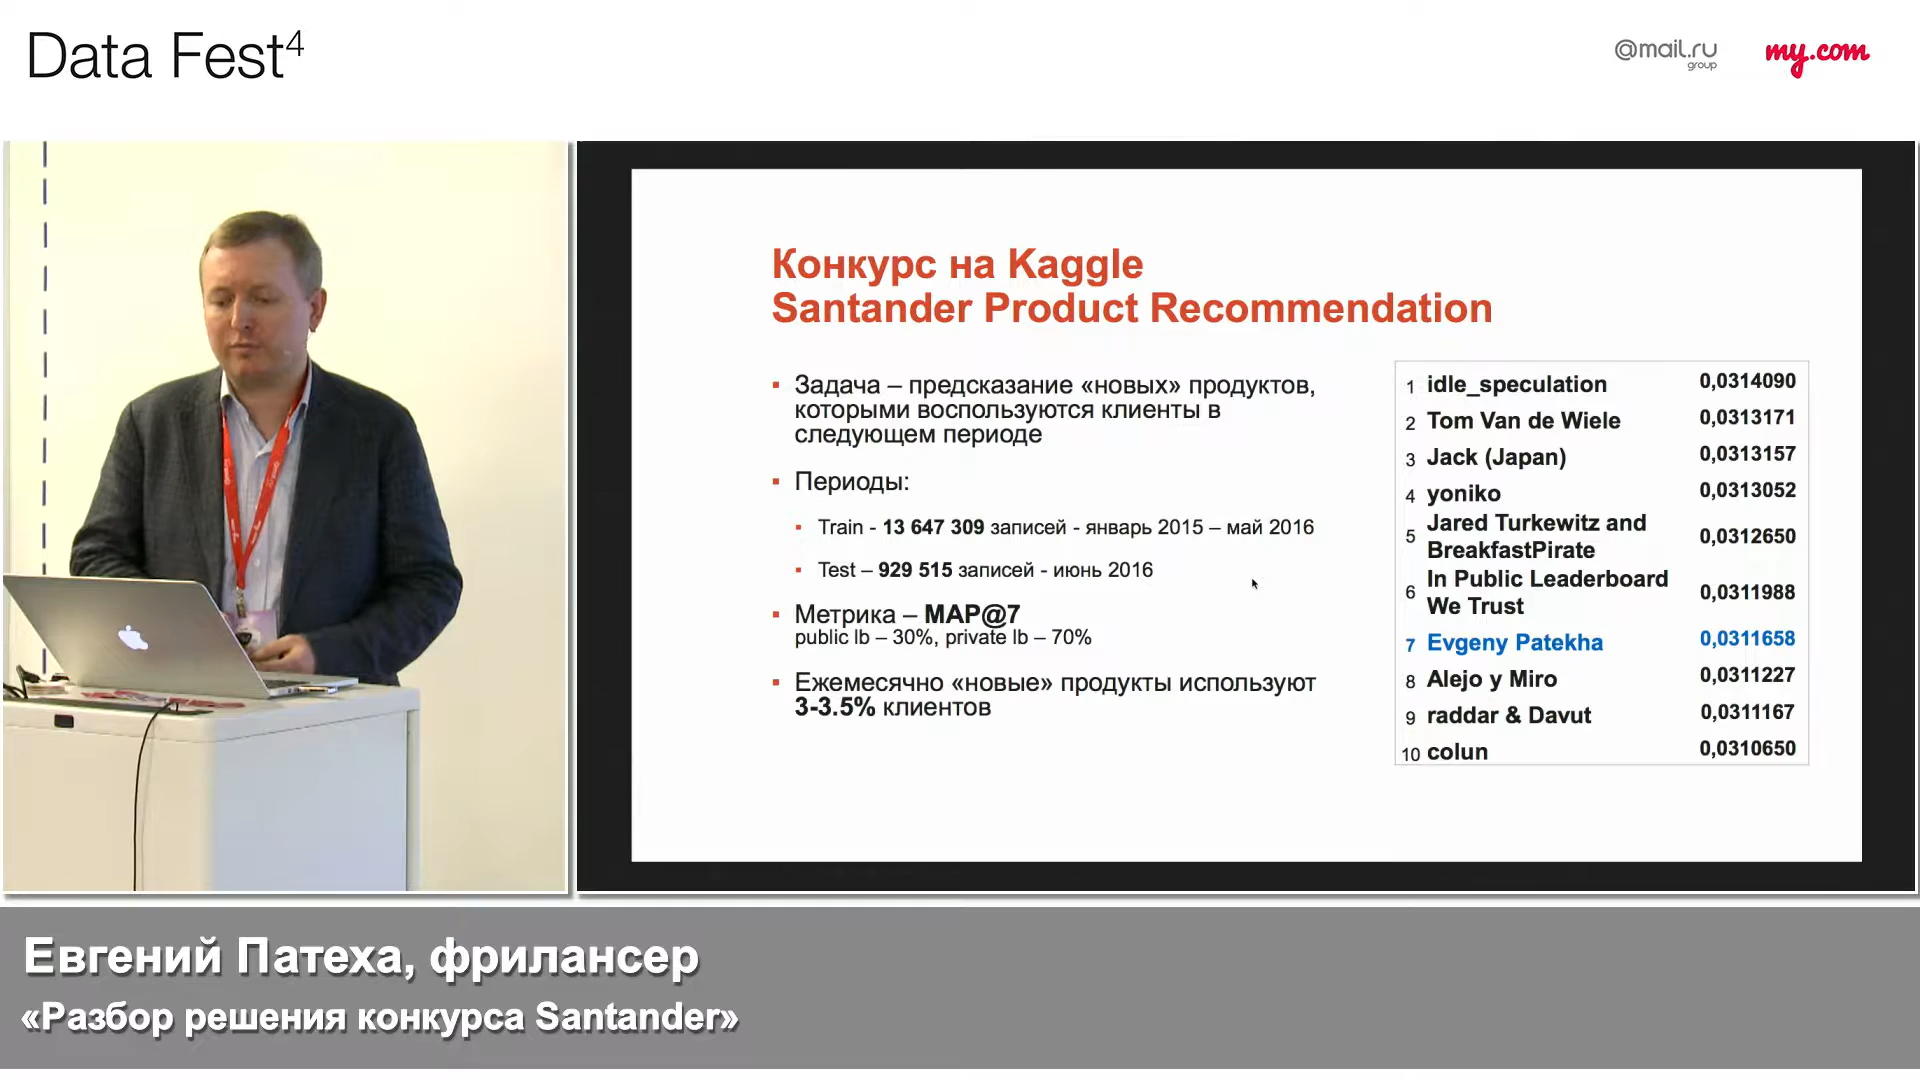 Data Fest⁴
@mail.ru
group
my.com
Конкурс на Kaggle
Santander Product Recommendation
▪ Задача – предсказание «новых» продуктов,
которыми воспользуются клиенты в
следующем периоде
▪ Периоды:
▪ Train - 13 647 309 записей - январь 2015 – май 2016
▪ Test – 929 515 записей - июнь 2016
▪ Метрика – MAP@7
public lb – 30%, private lb – 70%
▪ Ежемесячно «новые» продукты используют
3-3.5% клиентов
1 idle_speculation 0,0314090
2 Tom Van de Wiele 0,0313171
3 Jack (Japan) 0,0313157
4 yoniko 0,0313052
5 Jared Turkewitz and
BreakfastPirate 0,0312650
6 In Public Leaderboard
We Trust 0,0311988
7 Evgeny Patekha 0,0311658
8 Alejo y Miro 0,0311227
9 raddar & Davut 0,0311167
10 colun 0,0310650
Евгений Патеха, фрилансер
«Разбор решения конкурса Santander»